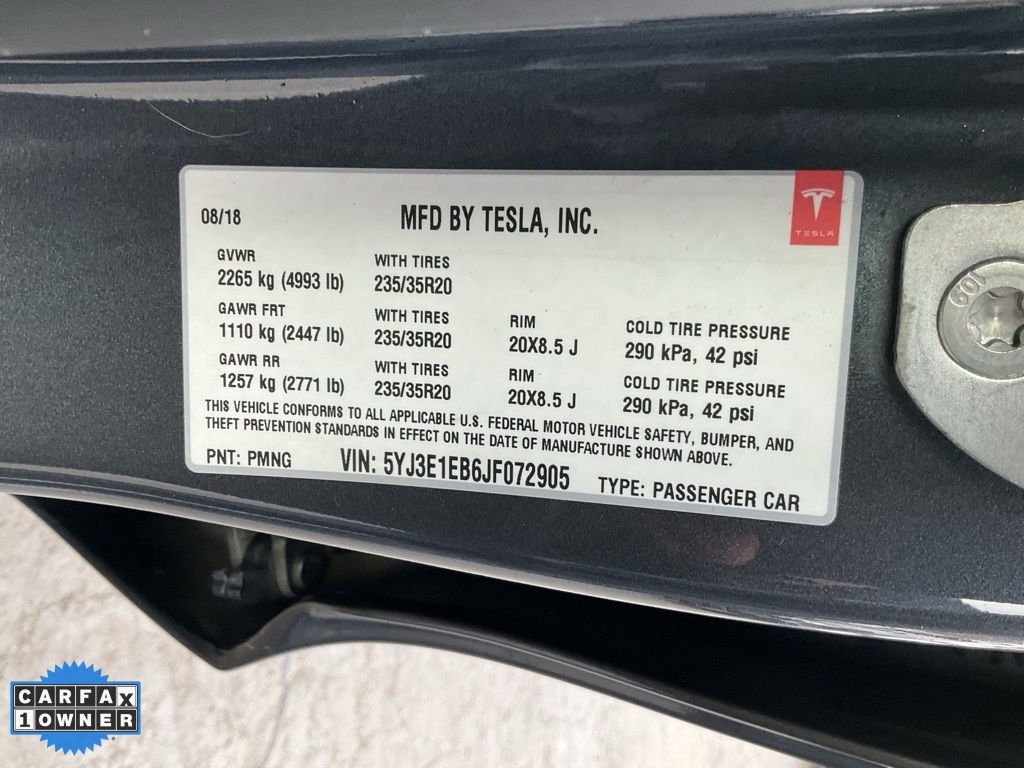 08/18
MFD BY TESLA, INC.
TESLA
GVWR
2265 kg (4993 lb)
WITH TIRES
235/35R20
GAWR FRT
1110 kg (2447 lb)
WITH TIRES
235/35R20
RIM
20X8.5 J
COLD TIRE PRESSURE
290 kPa, 42 psi
GAWR RR
1257 kg (2771 lb)
WITH TIRES
235/35R20
RIM
20X8.5 J
COLD TIRE PRESSURE
290 kPa, 42 psi
THIS VEHICLE CONFORMS TO ALL APPLICABLE U.S. FEDERAL MOTOR VEHICLE SAFETY, BUMPER, AND
THEFT PREVENTION STANDARDS IN EFFECT ON THE DATE OF MANUFACTURE SHOWN ABOVE.
PNT: PMNG
VIN: 5YJ3E1EB6JF072905
TYPE: PASSENGER CAR
CARFAX
1 OWNER